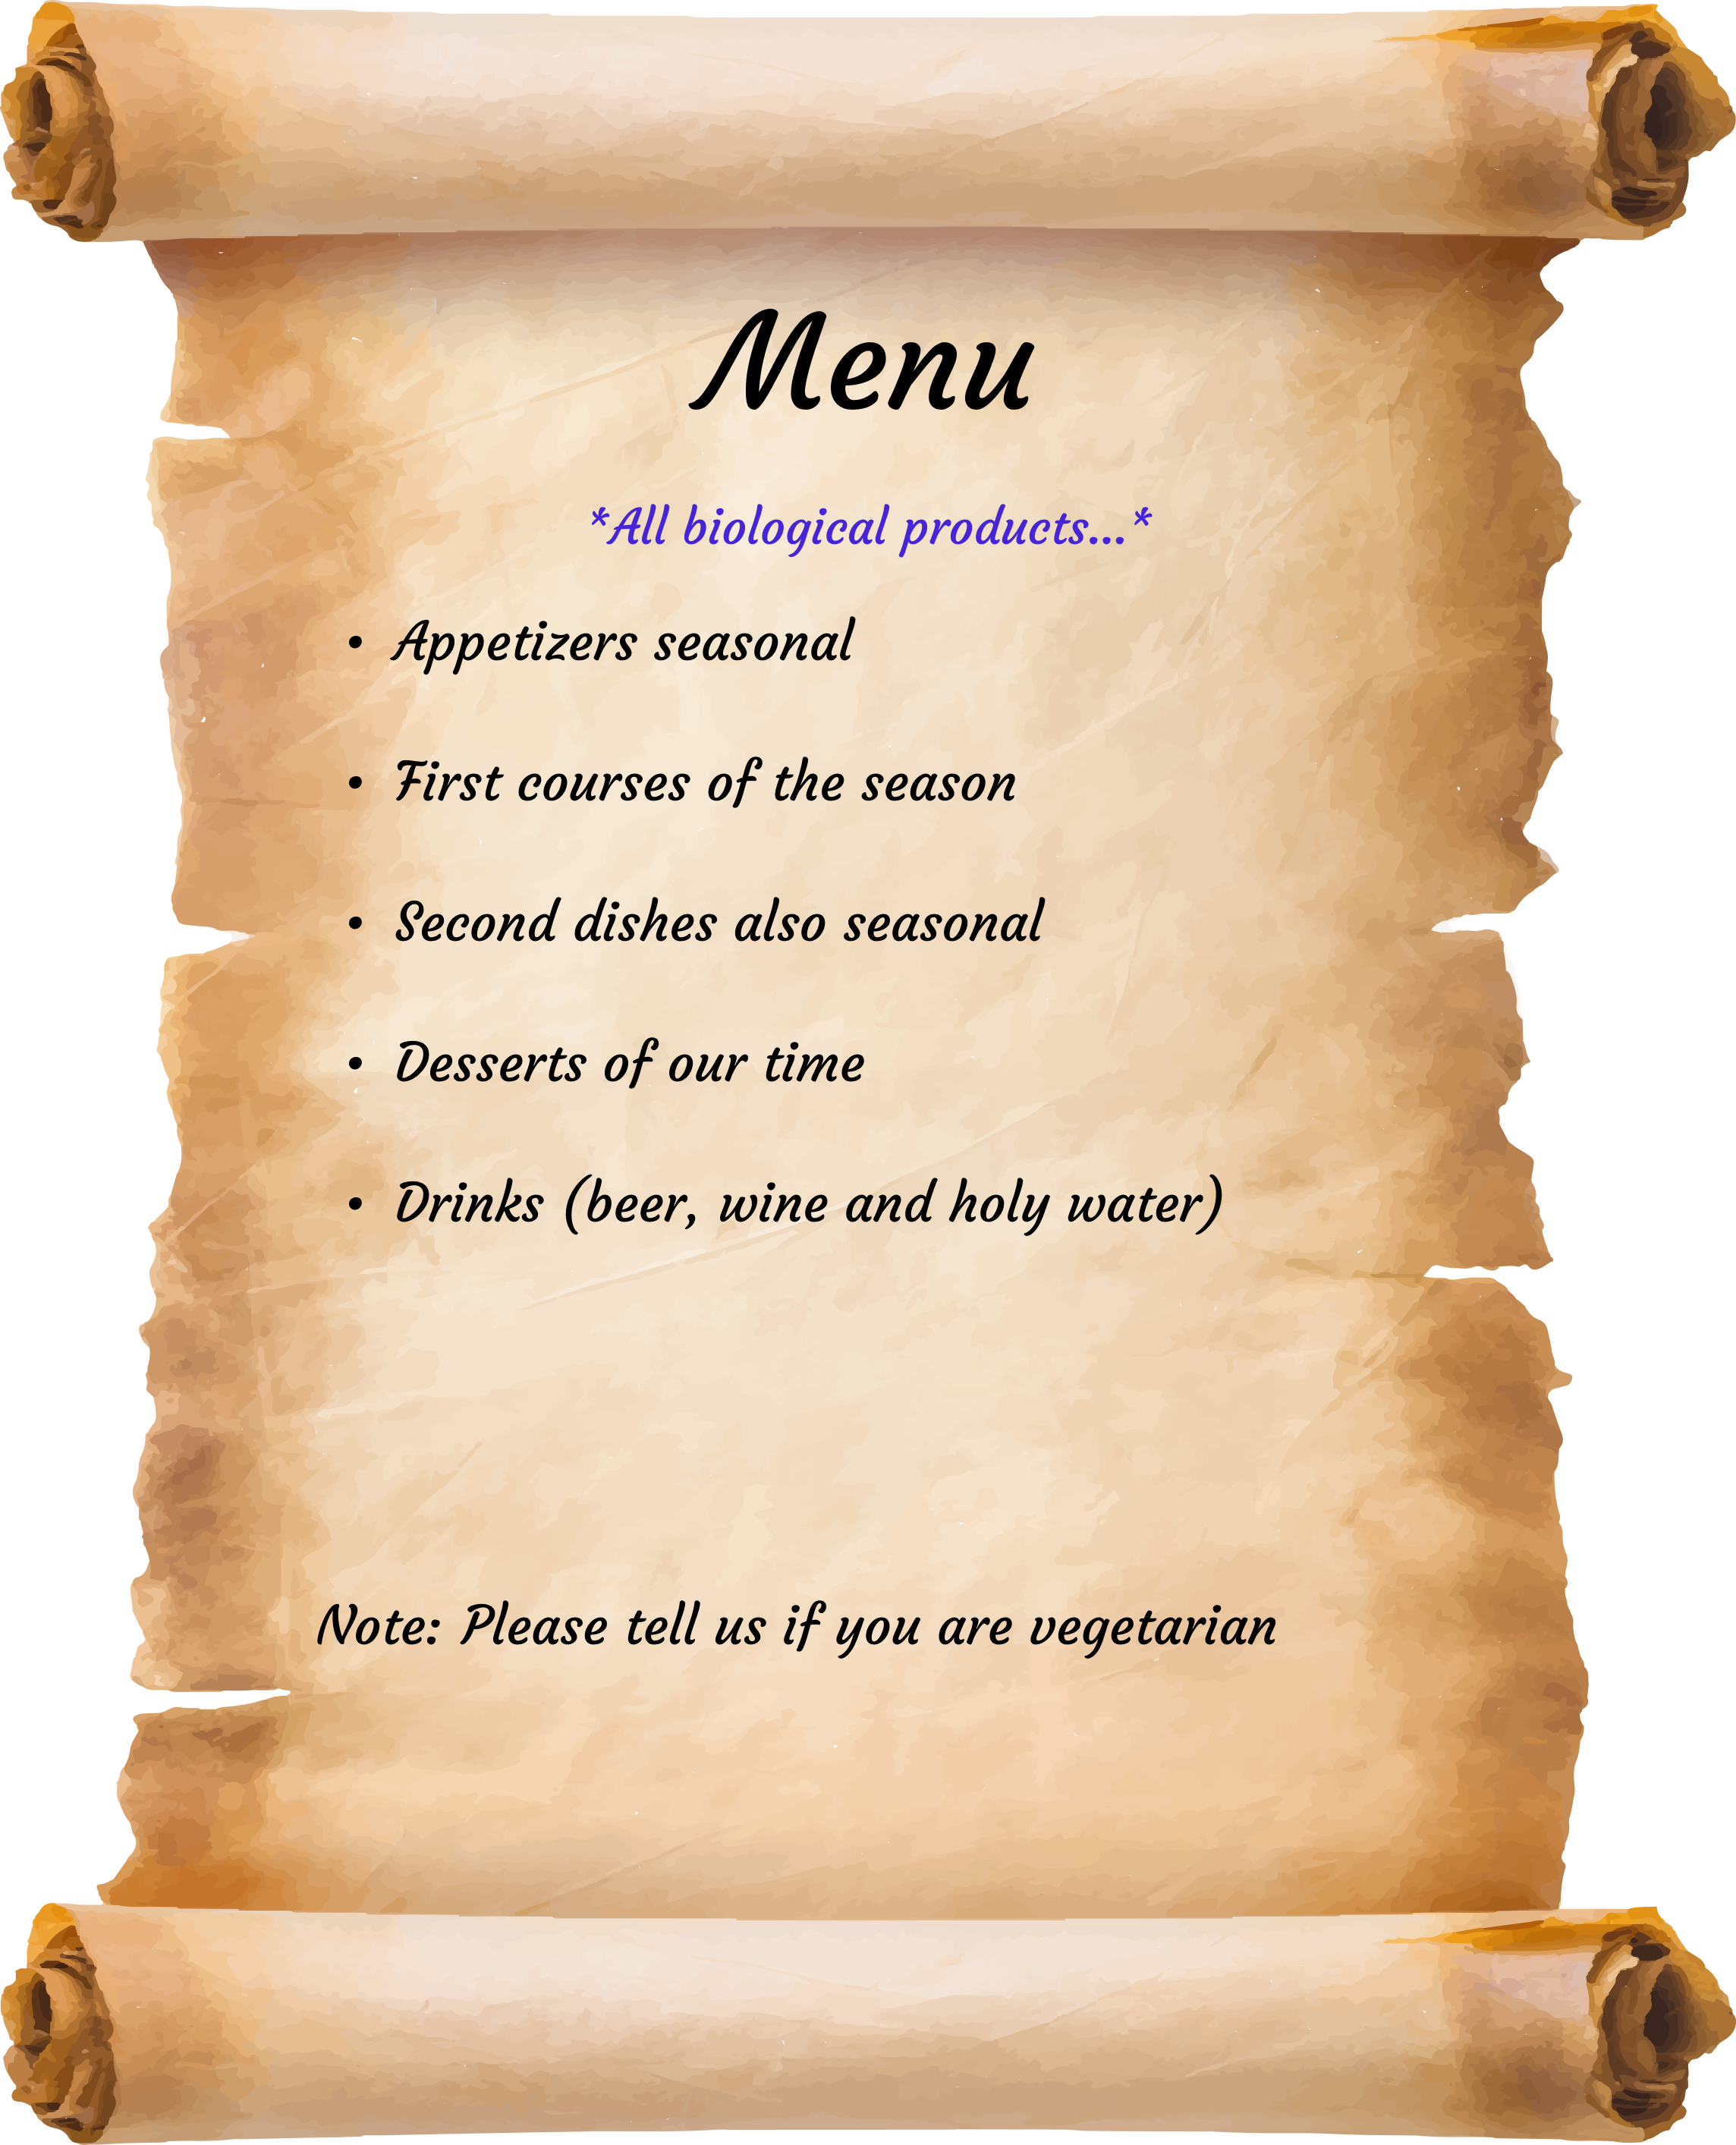 Menu
*All biological products...*
• Appetizers seasonal
• First courses of the season
• Second dishes also seasonal
• Desserts of our time
• Drinks (beer, wine and holy water)
Note: Please tell us if you are vegetarian